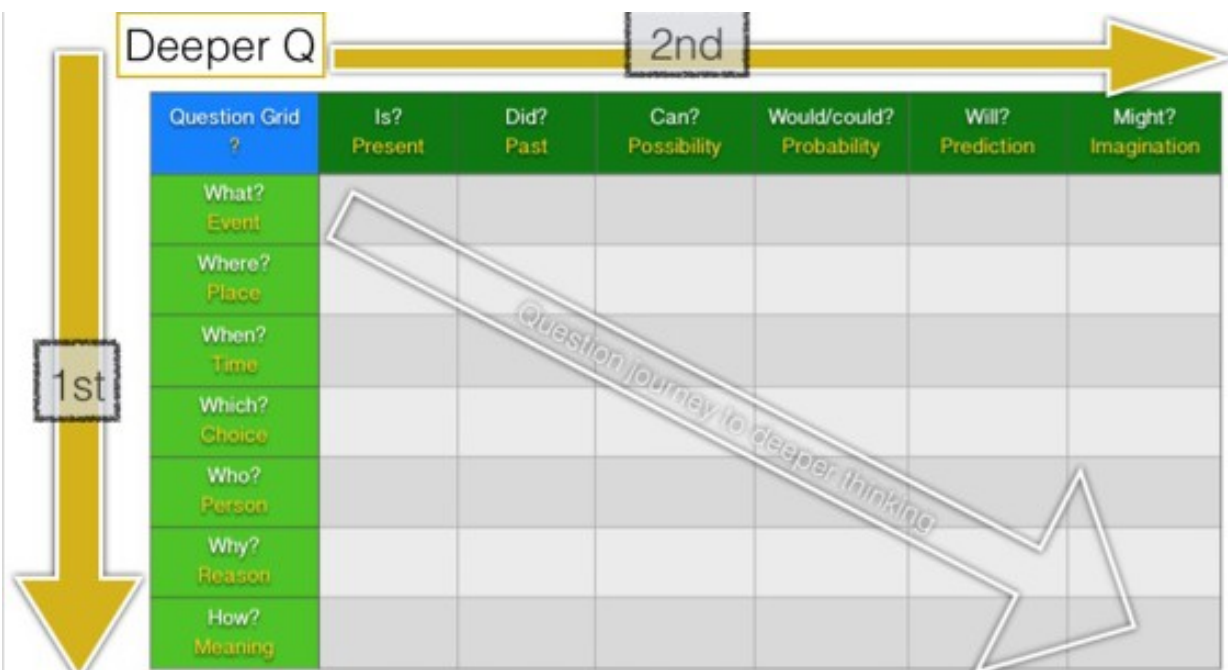 Deeper Q
2nd
1st
Question Grid
?
Is?
Present
Did?
Past
Can?
Possibility
Would/could?
Probability
Will?
Prediction
Might?
Imagination
What?
Event
Where?
Place
When?
Time
Which?
Choice
Who?
Person
Why?
Reason
How?
Meaning
Question journey to deeper thinking